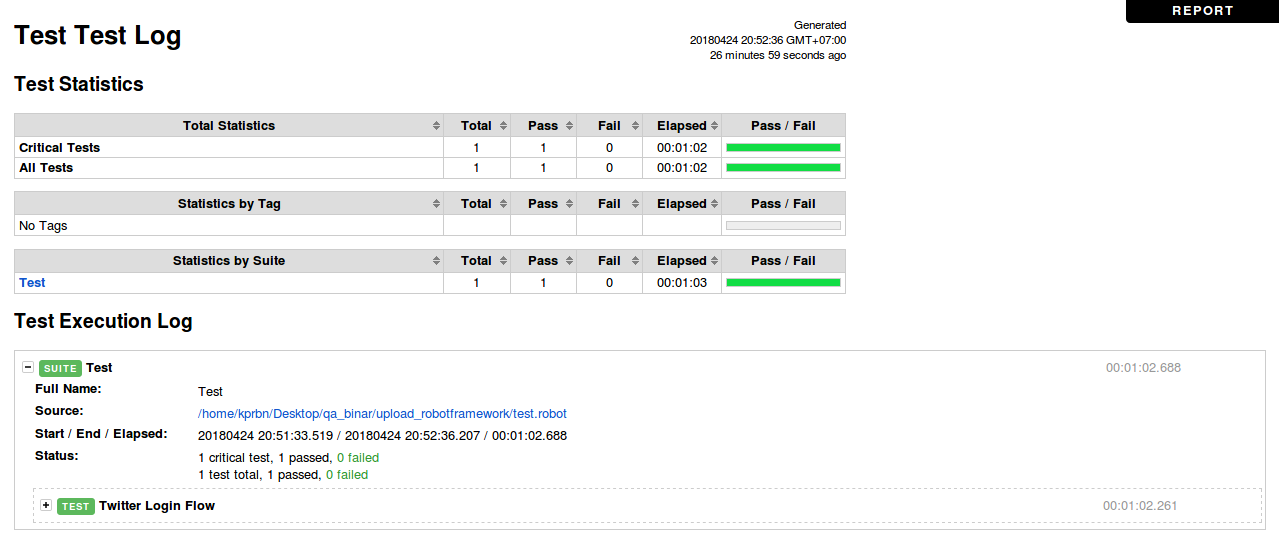 REPORT
Test Test Log
Generated
20180424 20:52:36 GMT+07:00
26 minutes 59 seconds ago
Test Statistics
Total Statistics Total Pass Fail Elapsed Pass / Fail
Critical Tests 1 1 0 00:01:02
All Tests 1 1 0 00:01:02
Statistics by Tag Total Pass Fail Elapsed Pass / Fail
No Tags
Statistics by Suite Total Pass Fail Elapsed Pass / Fail
Test 1 1 0 00:01:03
Test Execution Log
SUITE Test 00:01:02.688
Full Name: Test
Source: /home/kprbn/Desktop/qa_binar/upload_robotframework/test.robot
Start / End / Elapsed: 20180424 20:51:33.519 / 20180424 20:52:36.207 / 00:01:02.688
Status: 1 critical test, 1 passed, 0 failed
1 test total, 1 passed, 0 failed
TEST Twitter Login Flow 00:01:02.261